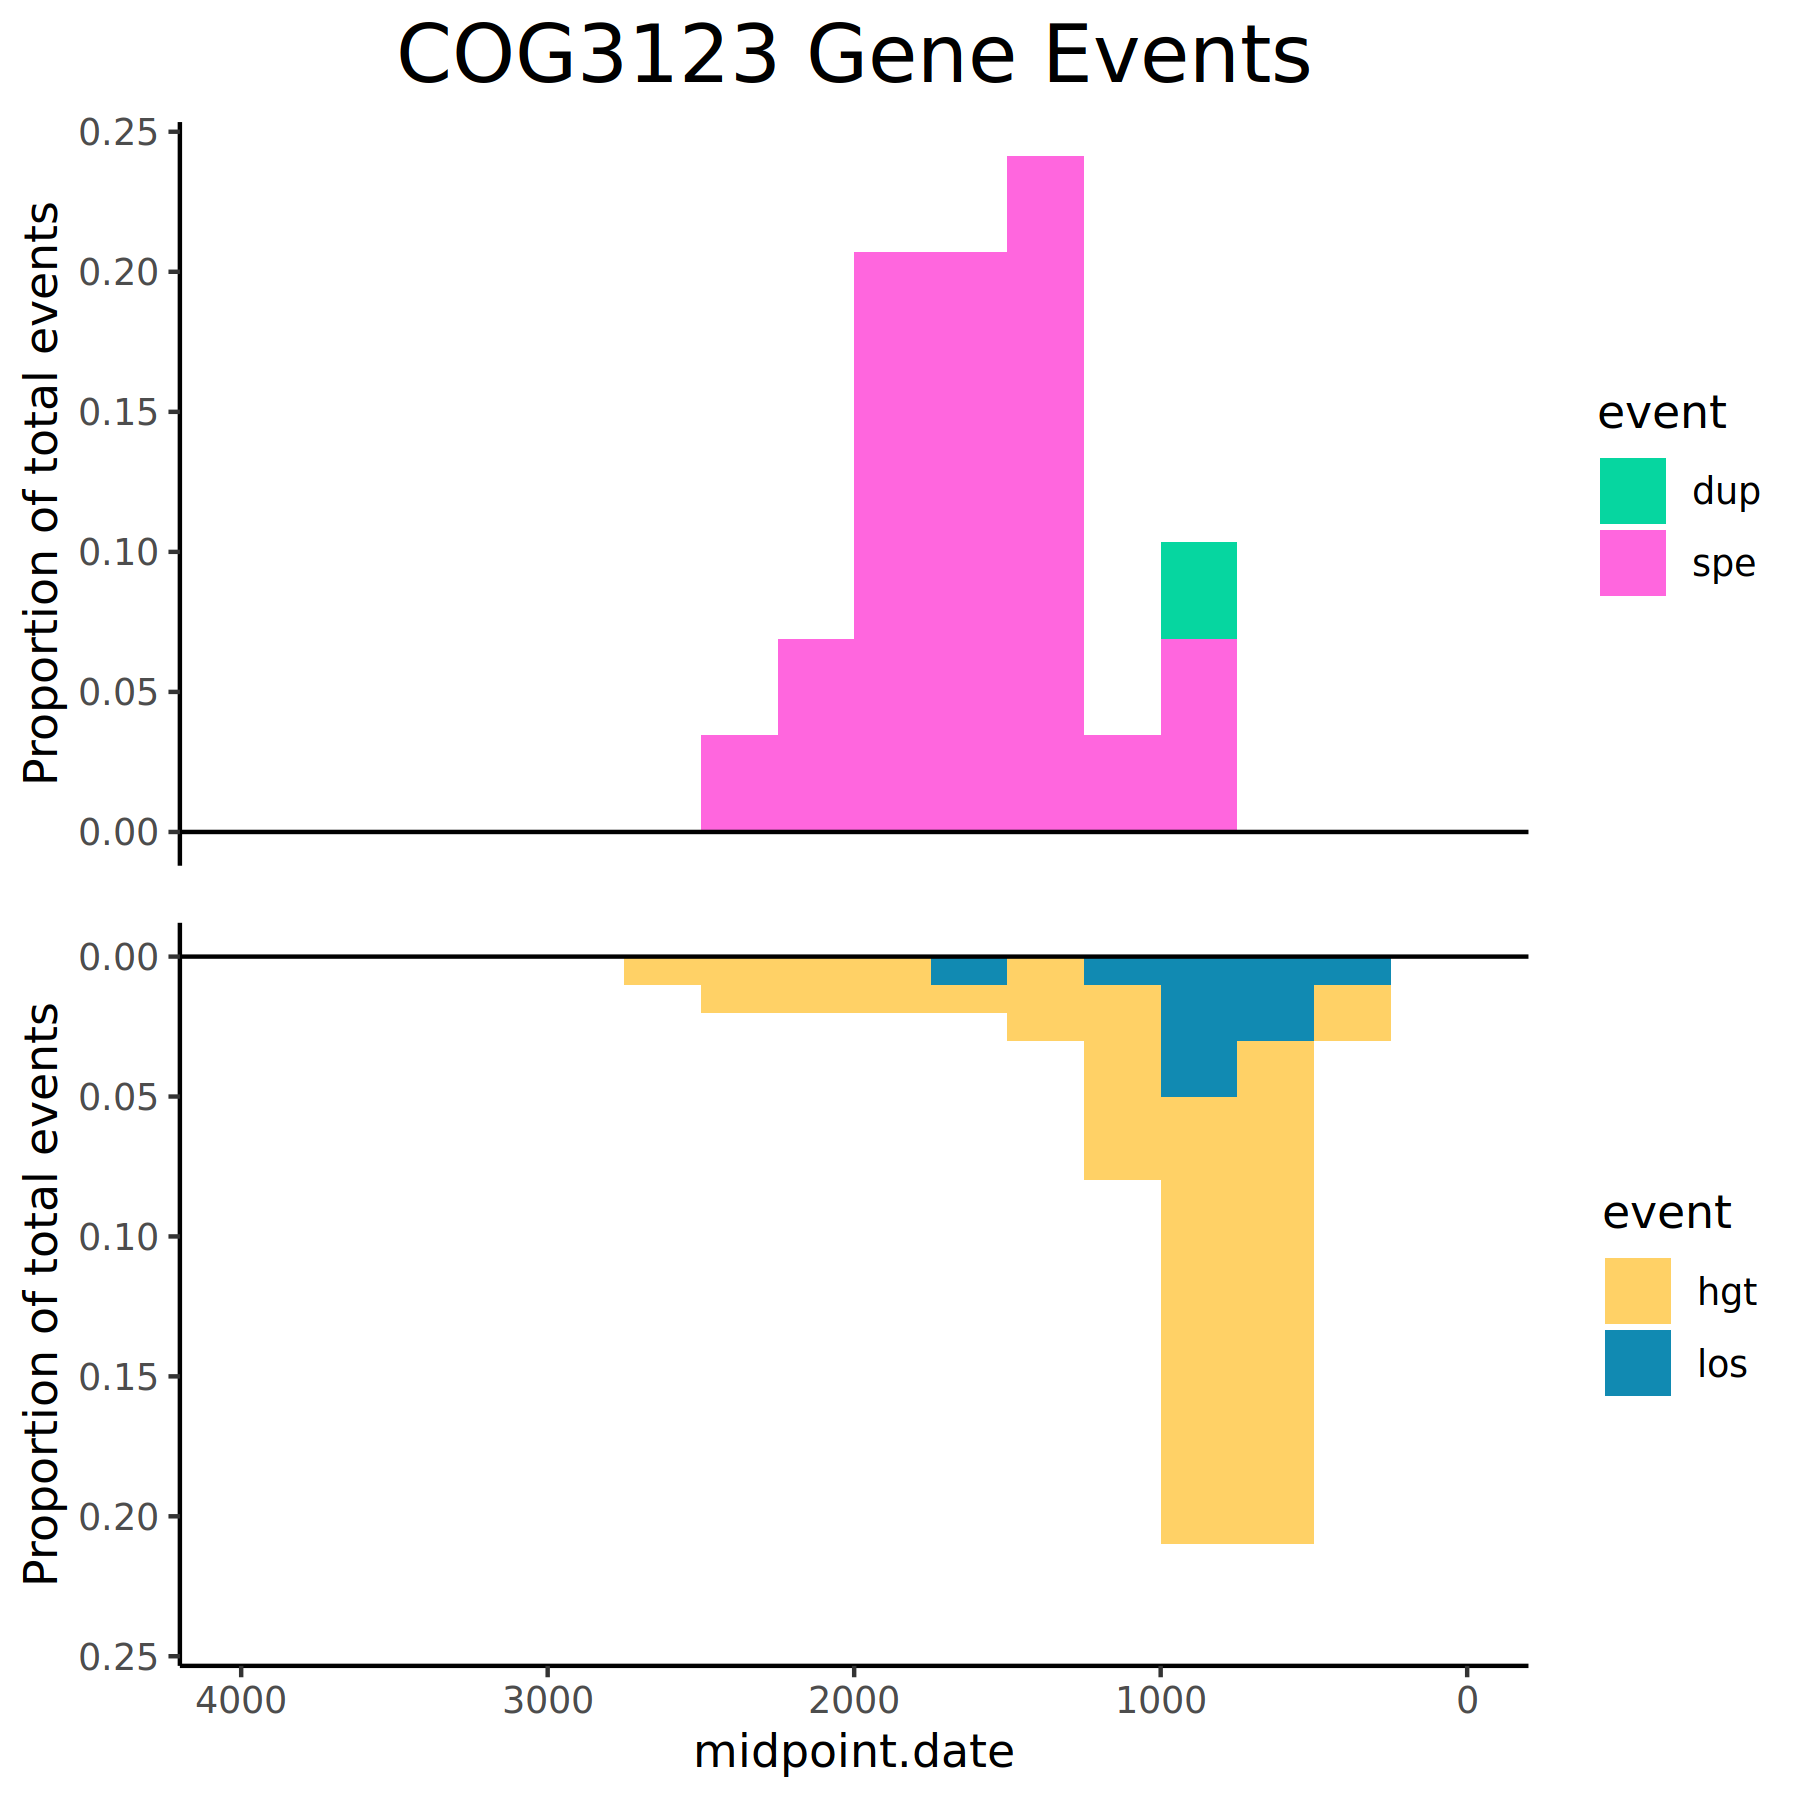 COG3123 Gene Events
Proportion of total events
0.25
0.20
0.15
0.10
0.05
0.00
event
dup
spe
Proportion of total events
0.00
0.05
0.10
0.15
0.20
0.25
event
hgt
los
4000 3000 2000 1000 0
midpoint.date